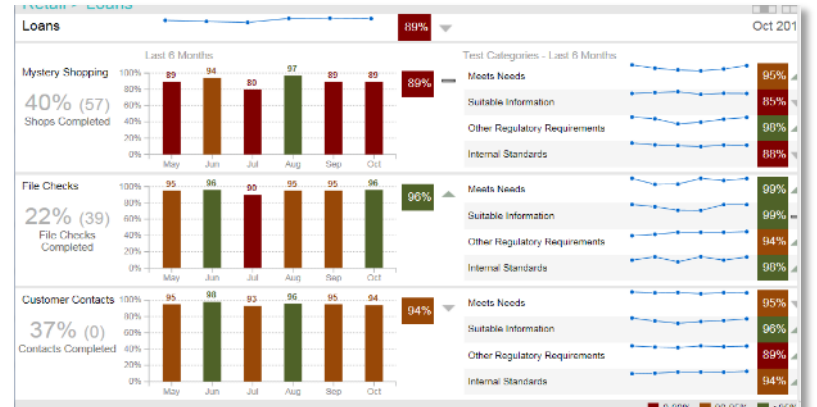 Retail > Loans
Loans 89% Oct 201
Last 6 Months Test Categories - Last 6 Months
Mystery Shopping
40% (57)
Shops Completed
100%
80%
60%
40%
20%
0%
89 94 80 97 89 89
May Jun Jul Aug Sep Oct
89%
Meets Needs 95%
Suitable Information 85%
Other Regulatory Requirements 98%
Internal Standards 88%
File Checks
22% (39)
File Checks
Completed
100%
80%
60%
40%
20%
0%
95 96 90 95 95 96
May Jun Jul Aug Sep Oct
96%
Meets Needs 99%
Suitable Information 99%
Other Regulatory Requirements 94%
Internal Standards 98%
Customer Contacts
37% (0)
Contacts Completed
100%
80%
60%
40%
20%
0%
95 98 93 96 95 94
May Jun Jul Aug Sep Oct
94%
Meets Needs 95%
Suitable Information 96%
Other Regulatory Requirements 89%
Internal Standards 94%